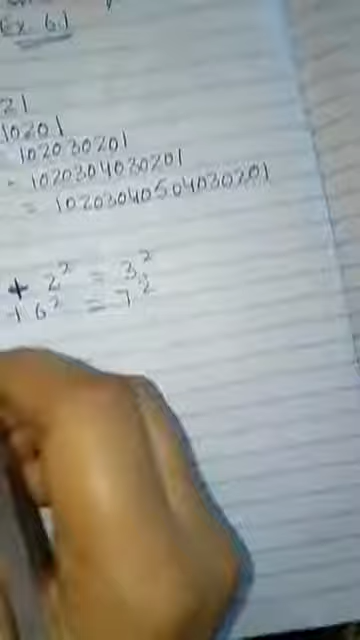 Ex 6.1
21
10201
102030201
- 1020304030201
= 10203040504030201
+ 2² = 3²
+ 6² = 7²